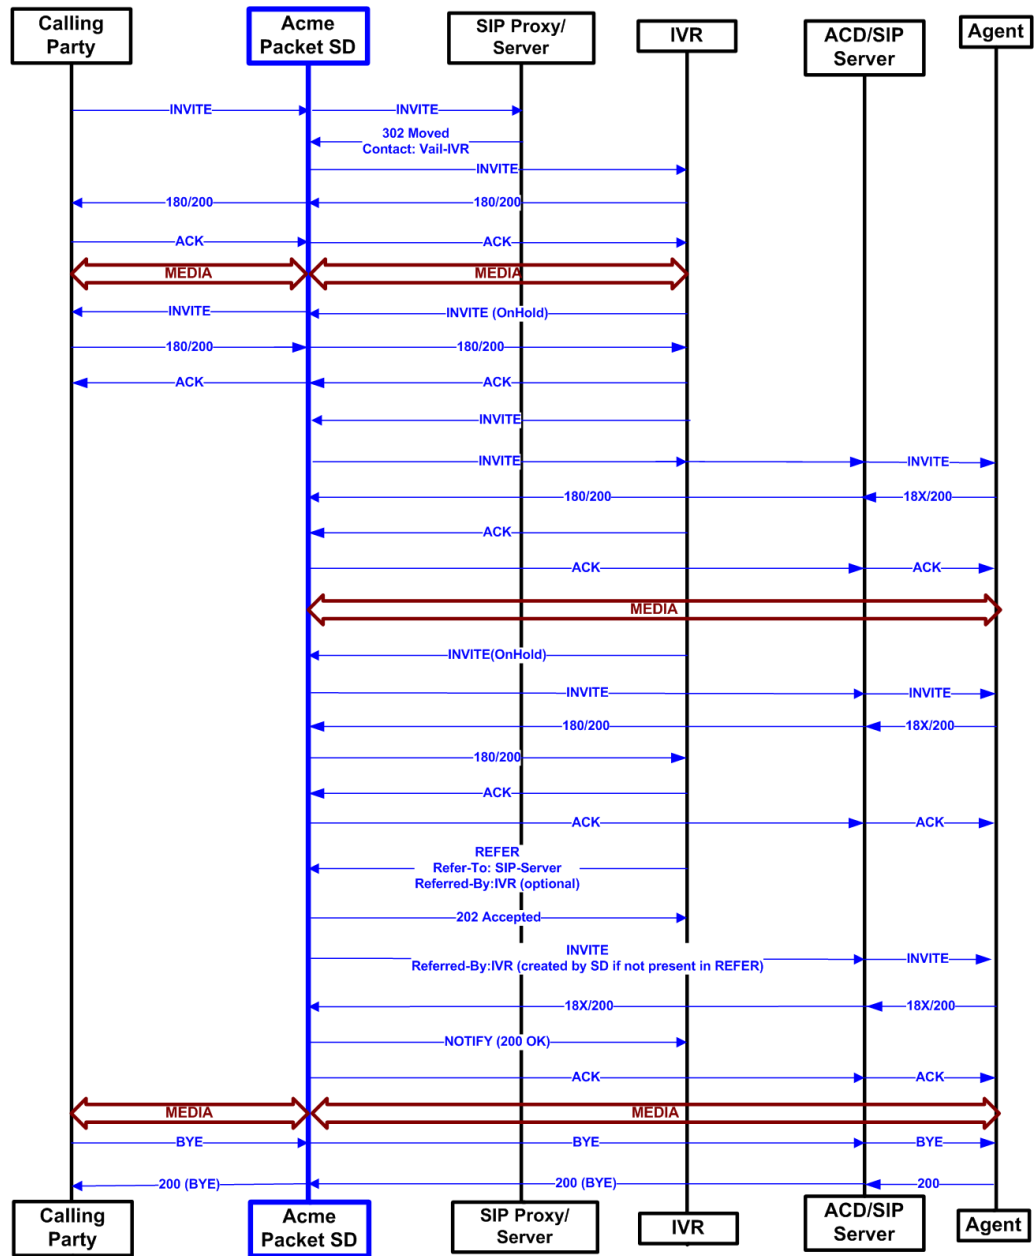 Calling
Party
Acme
Packet SD
SIP Proxy/
Server
IVR
ACD/SIP
Server
Agent
INVITE
INVITE
302 Moved
Contact: Vail-IVR
INVITE
180/200
180/200
ACK
ACK
MEDIA
MEDIA
INVITE
INVITE (OnHold)
180/200
180/200
ACK
ACK
INVITE
INVITE
INVITE
180/200
18X/200
ACK
ACK
ACK
MEDIA
INVITE(OnHold)
INVITE
INVITE
180/200
18X/200
180/200
ACK
ACK
ACK
REFER
Refer-To: SIP-Server
Referred-By:IVR (optional)
202 Accepted
INVITE
Referred-By:IVR (created by SD if not present in REFER)
INVITE
18X/200
18X/200
NOTIFY (200 OK)
ACK
ACK
MEDIA
MEDIA
BYE
BYE
BYE
200 (BYE)
200 (BYE)
200
Calling
Party
Acme
Packet SD
SIP Proxy/
Server
IVR
ACD/SIP
Server
Agent